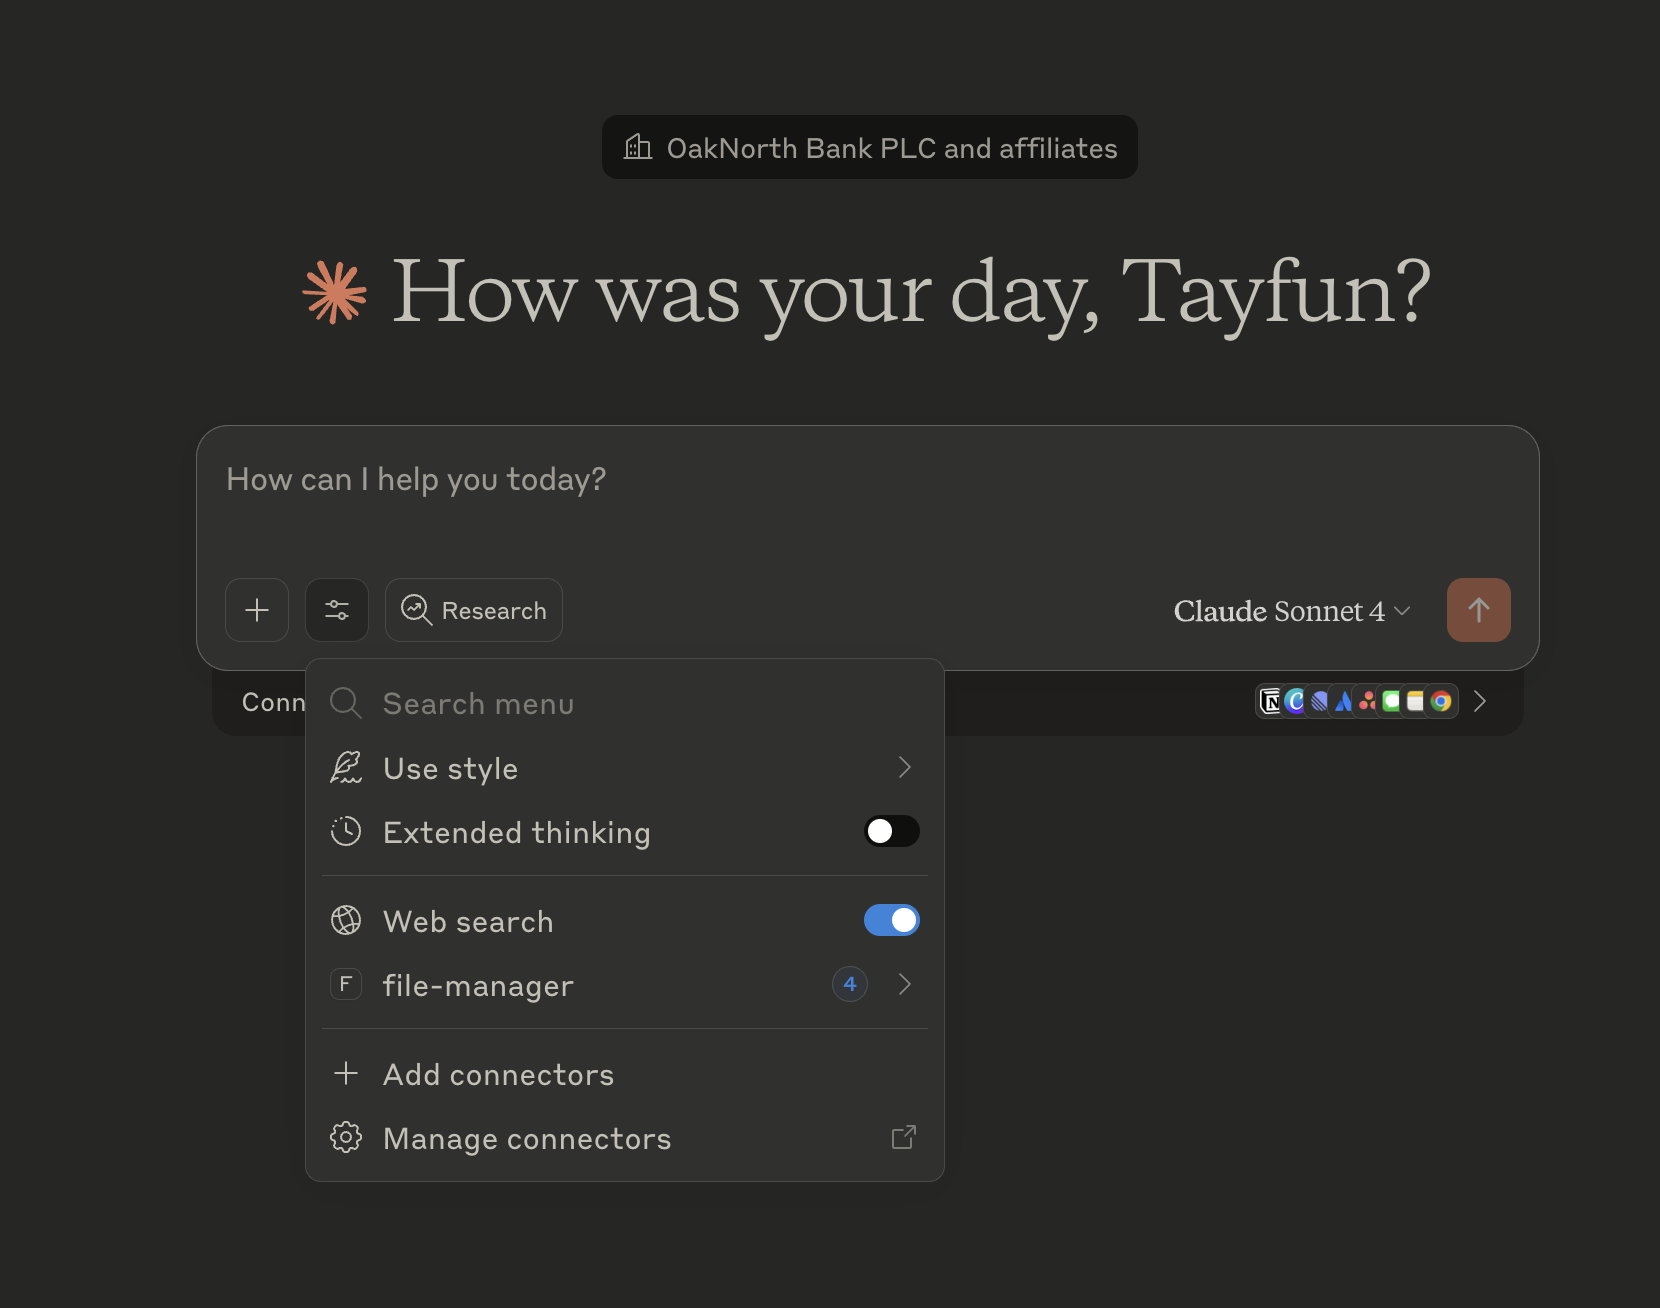 OakNorth Bank PLC and affiliates
How was your day, Tayfun?
How can I help you today?
Research
Claude Sonnet 4
Conn
Search menu
Use style
Extended thinking
Web search
F file-manager 4
Add connectors
Manage connectors